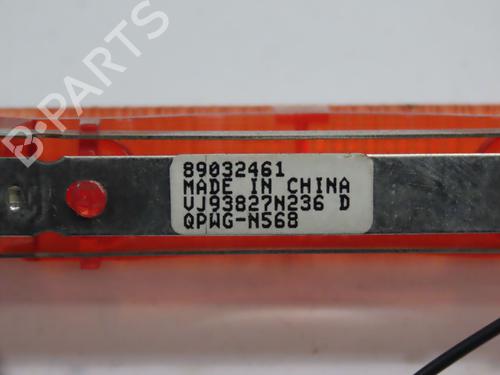 B-PARTS
89032461
MADE IN CHINA
VJ93827N236 D
QPWG-N568